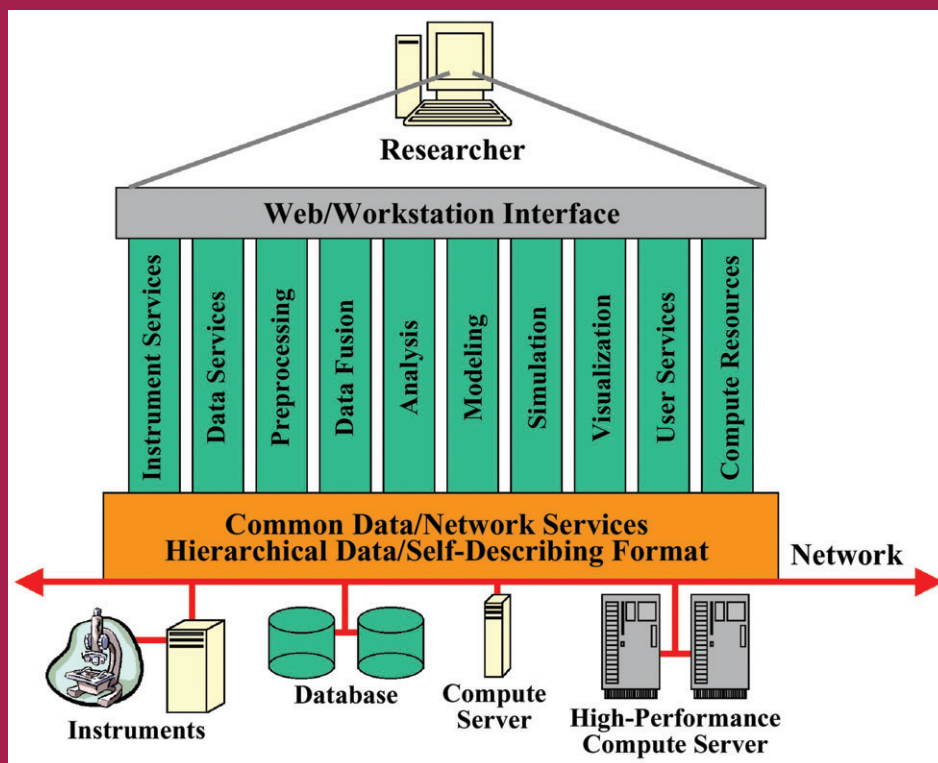 Researcher
Web/Workstation Interface
Instrument Services
Data Services
Preprocessing
Data Fusion
Analysis
Modeling
Simulation
Visualization
User Services
Compute Resources
Common Data/Network Services
Hierarchical Data/Self-Describing Format
Network
Instruments
Database
Compute
Server
High-Performance
Compute Server